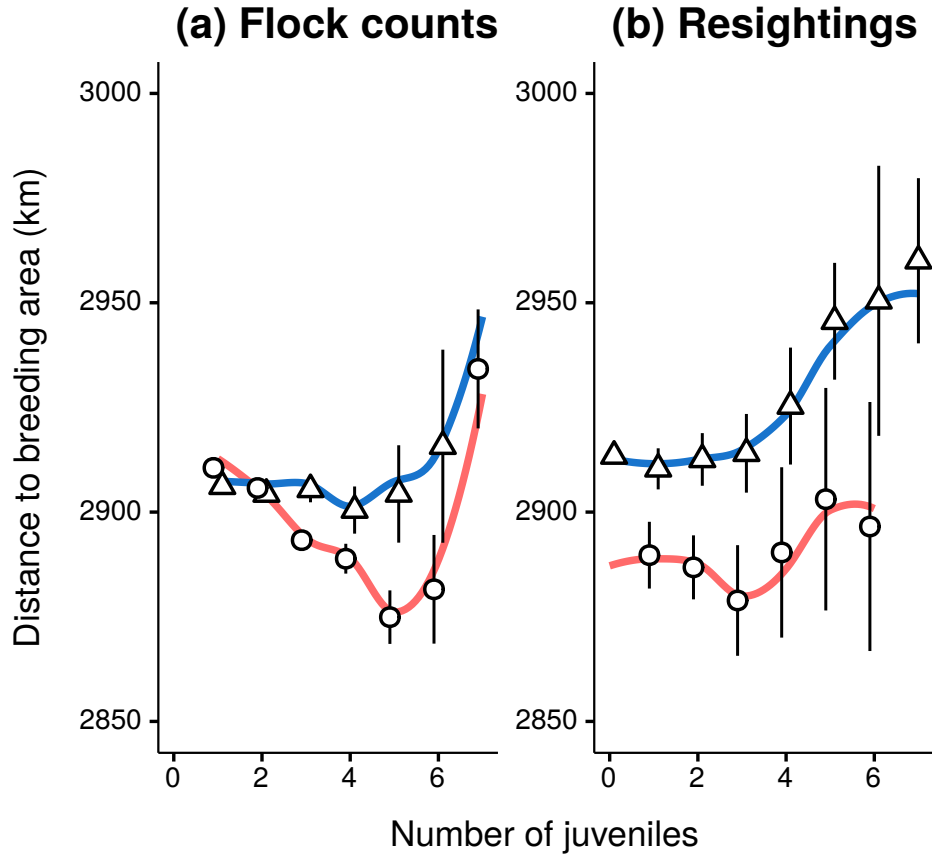 (a) Flock counts
(b) Resightings
Distance to breeding area (km)
3000
2950
2900
2850
0 2 4 6
3000
2950
2900
2850
0 2 4 6
Number of juveniles